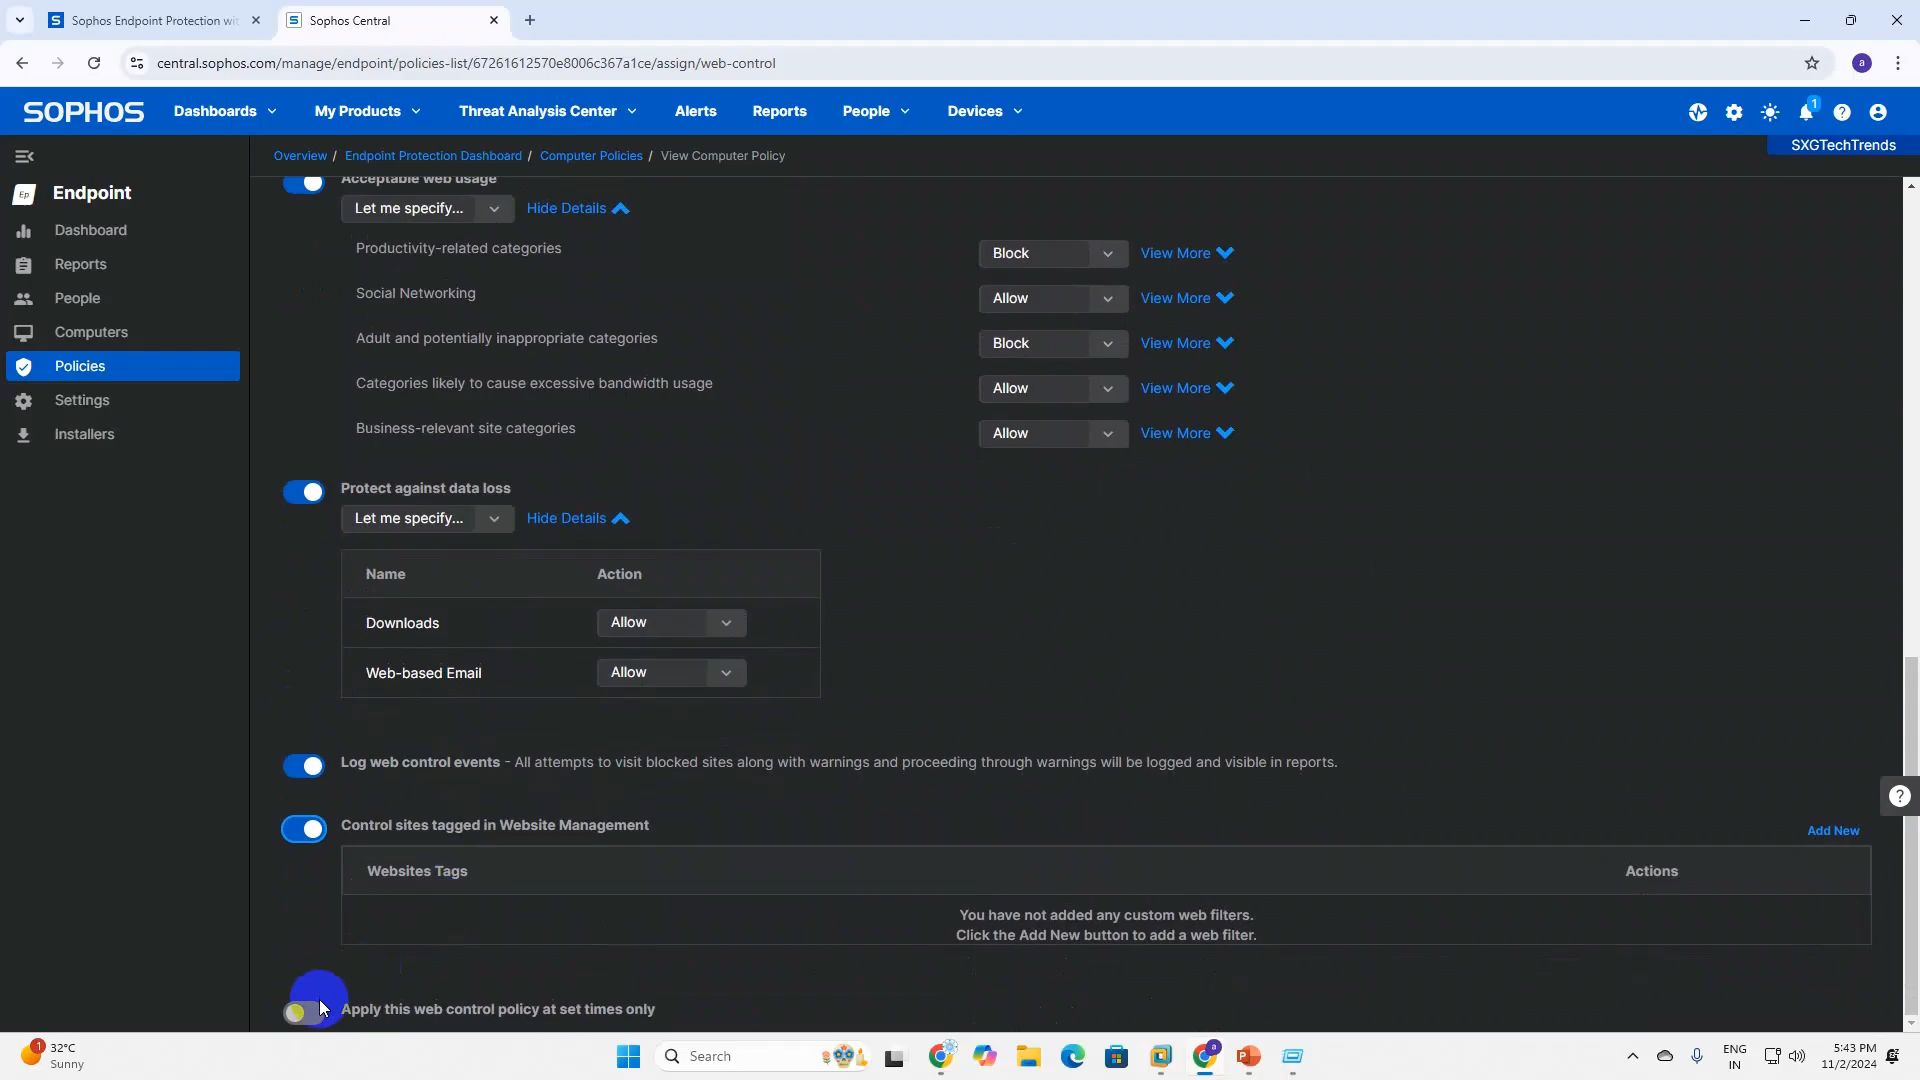 Sophos Endpoint Protection wit
Sophos Central
central.sophos.com/manage/endpoint/policies-list/67261612570e8006c367a1ce/assign/web-control
a
SOPHOS
Dashboards
My Products
Threat Analysis Center
Alerts
Reports
People
Devices
1
SXGTechTrends
Overview / Endpoint Protection Dashboard / Computer Policies / View Computer Policy
Ep
Endpoint
Dashboard
Reports
People
Computers
Policies
Settings
Installers
Acceptable web usage
Let me specify...
Hide Details
Productivity-related categories
Block
View More
Social Networking
Allow
View More
Adult and potentially inappropriate categories
Block
View More
Categories likely to cause excessive bandwidth usage
Allow
View More
Business-relevant site categories
Allow
View More
Protect against data loss
Let me specify...
Hide Details
Name Action
Downloads Allow
Web-based Email Allow
Log web control events - All attempts to visit blocked sites along with warnings and proceeding through warnings will be logged and visible in reports.
Control sites tagged in Website Management
Add New
Websites Tags Actions
You have not added any custom web filters.
Click the Add New button to add a web filter.
Apply this web control policy at set times only
1
32°C
Sunny
Search
ENG
IN
5:43 PM
11/2/2024